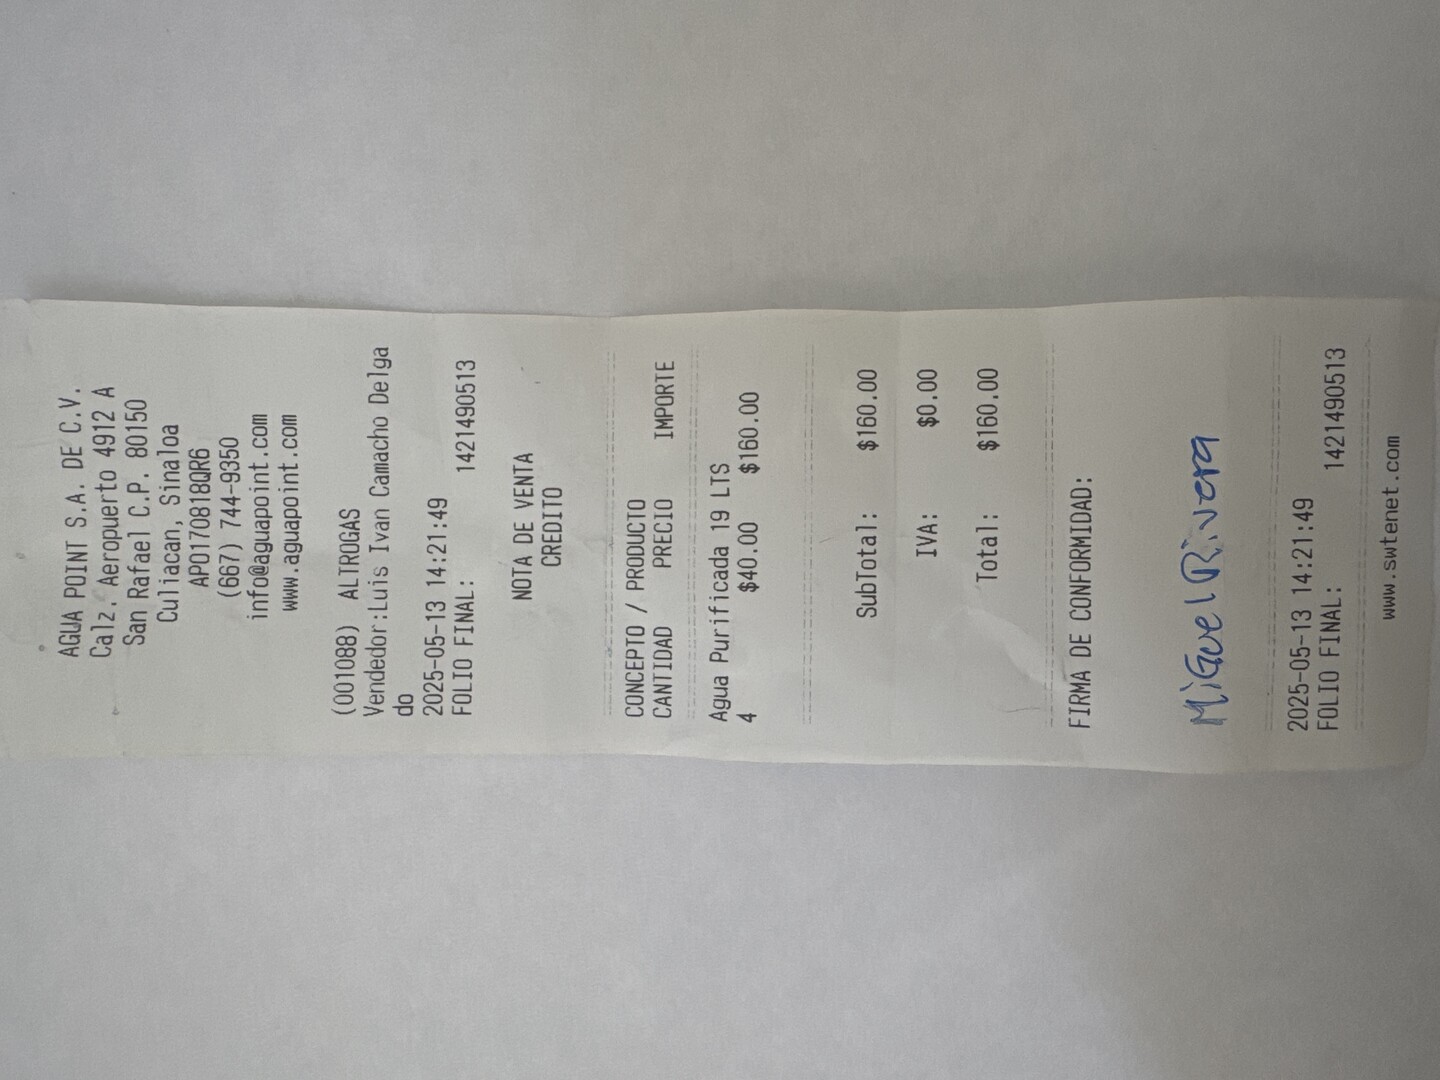 AGUA POINT S.A. DE C.V.
Calz. Aeropuerto 4912 A
San Rafael C.P. 80150
Culiacan, Sinaloa
APO170818QR6
(667) 744-9350
info@aguapoint.com
www.aguapoint.com
(001088) ALTROGAS
Vendedor:Luis Ivan Camacho Delga
do
2025-05-13 14:21:49
FOLIO FINAL: 1421490513
NOTA DE VENTA
CREDITO
CONCEPTO / PRODUCTO
CANTIDAD PRECIO IMPORTE
Agua Purificada 19 LTS
4 $40.00 $160.00
SubTotal: $160.00
IVA: $0.00
Total: $160.00
FIRMA DE CONFORMIDAD:
Miguel Rivera
2025-05-13 14:21:49
FOLIO FINAL: 1421490513
www.swtenet.com